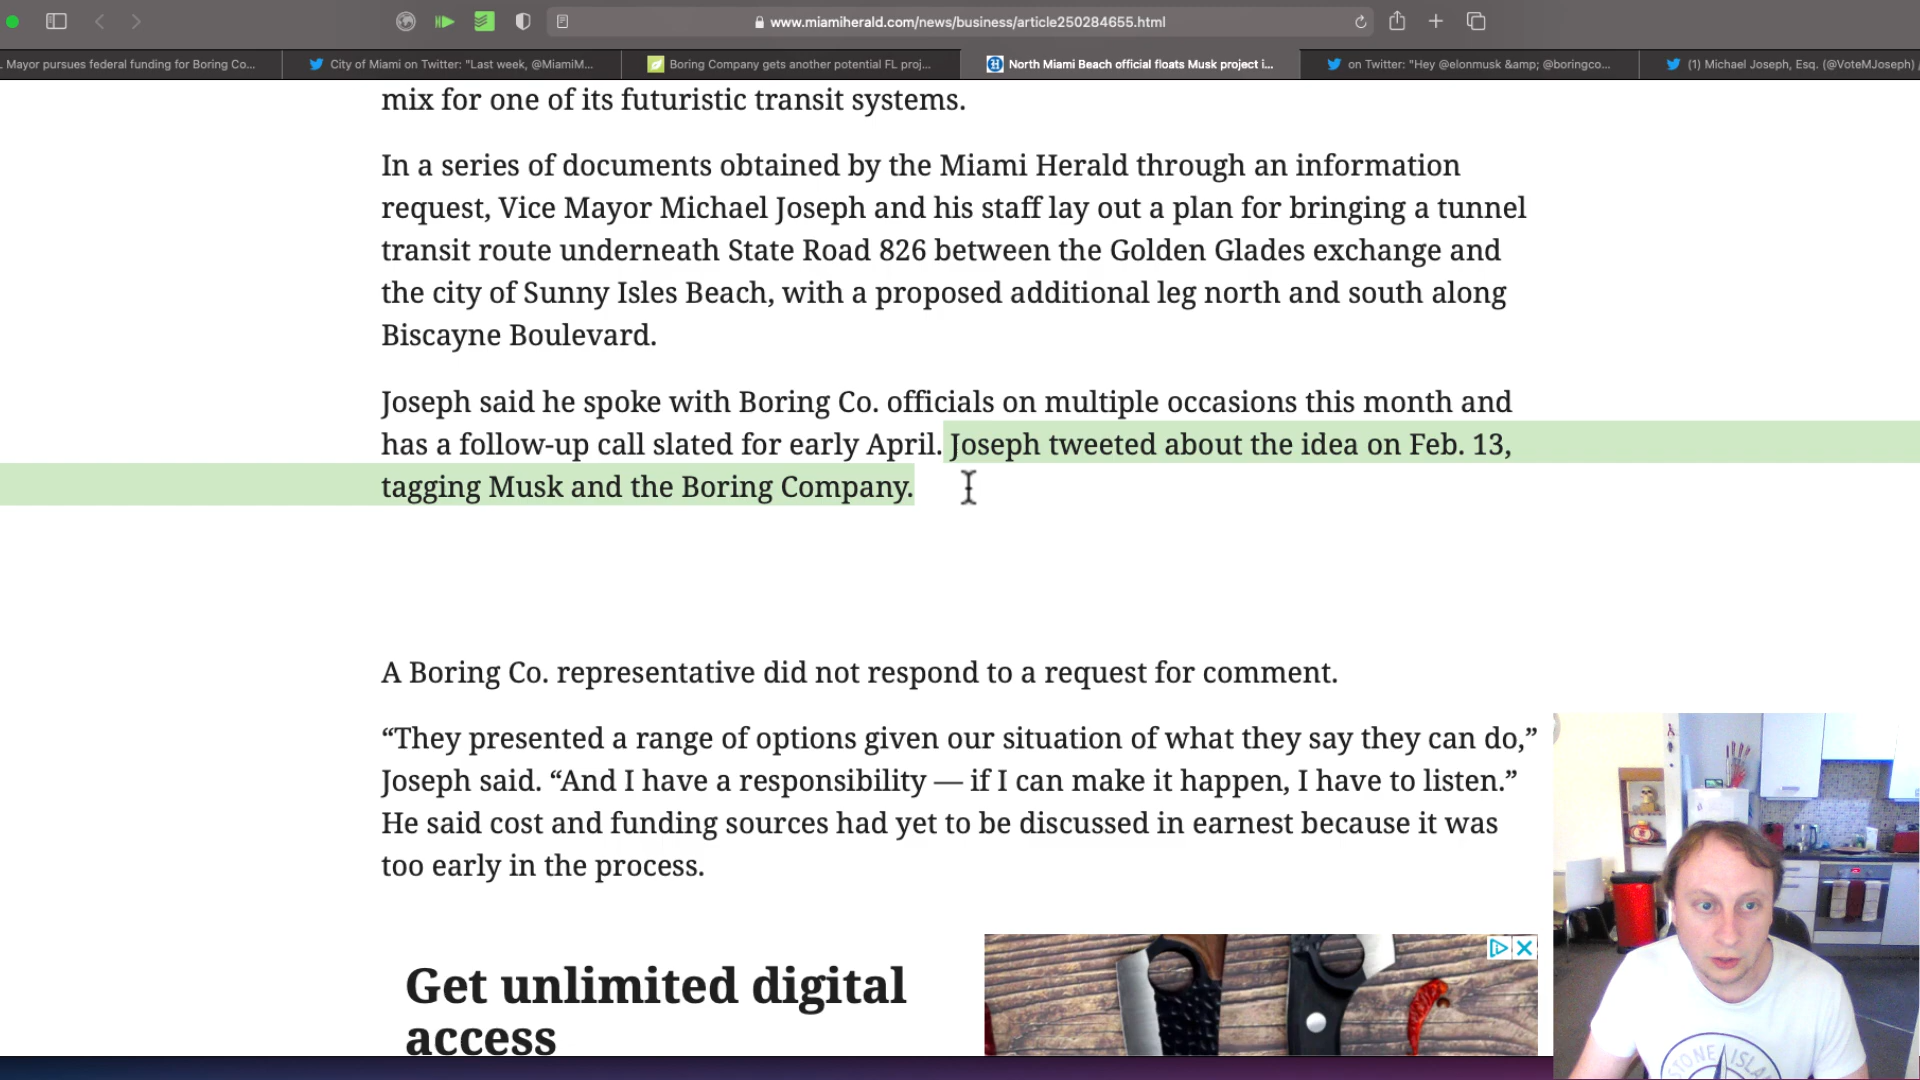 www.miamiherald.com/news/business/article250284655.html
Mayor pursues federal funding for Boring Co...
City of Miami on Twitter: "Last week, @MiamiM...
Boring Company gets another potential FL proj...
North Miami Beach official floats Musk project i...
on Twitter: "Hey @elonmusk &amp; @boringco...
(1) Michael Joseph, Esq. (@VoteMJoseph)
mix for one of its futuristic transit systems.
In a series of documents obtained by the Miami Herald through an information
request, Vice Mayor Michael Joseph and his staff lay out a plan for bringing a tunnel
transit route underneath State Road 826 between the Golden Glades exchange and
the city of Sunny Isles Beach, with a proposed additional leg north and south along
Biscayne Boulevard.
Joseph said he spoke with Boring Co. officials on multiple occasions this month and
has a follow-up call slated for early April. Joseph tweeted about the idea on Feb. 13,
tagging Musk and the Boring Company.
A Boring Co. representative did not respond to a request for comment.
“They presented a range of options given our situation of what they say they can do,”
Joseph said. “And I have a responsibility — if I can make it happen, I have to listen.”
He said cost and funding sources had yet to be discussed in earnest because it was
too early in the process.
Get unlimited digital
access
STONE ISLA